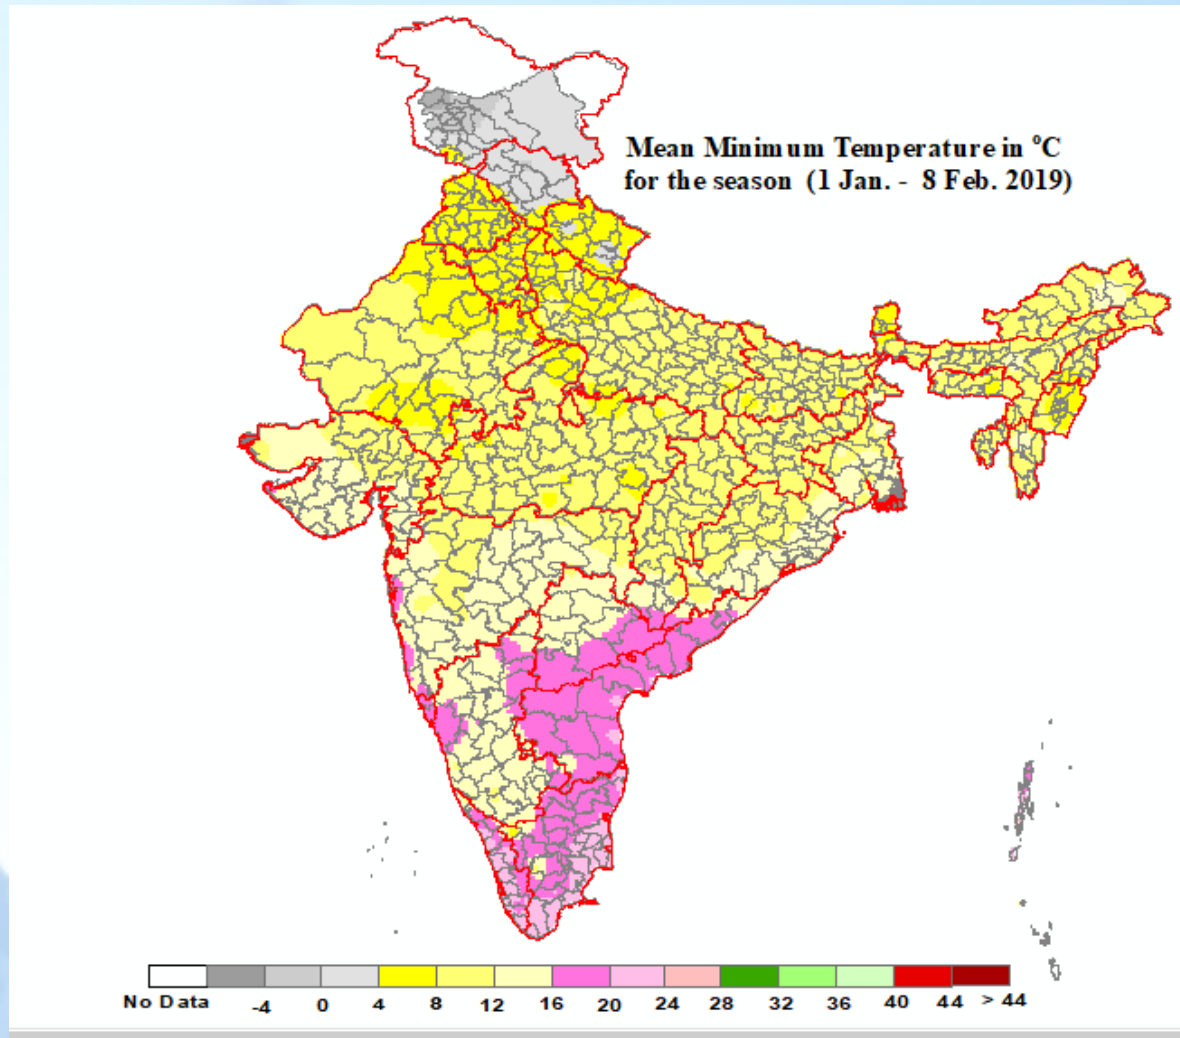 Mean Minimum Temperature in °C
for the season (1 Jan. - 8 Feb. 2019)
No Data -4 0 4 8 12 16 20 24 28 32 36 40 44 > 44